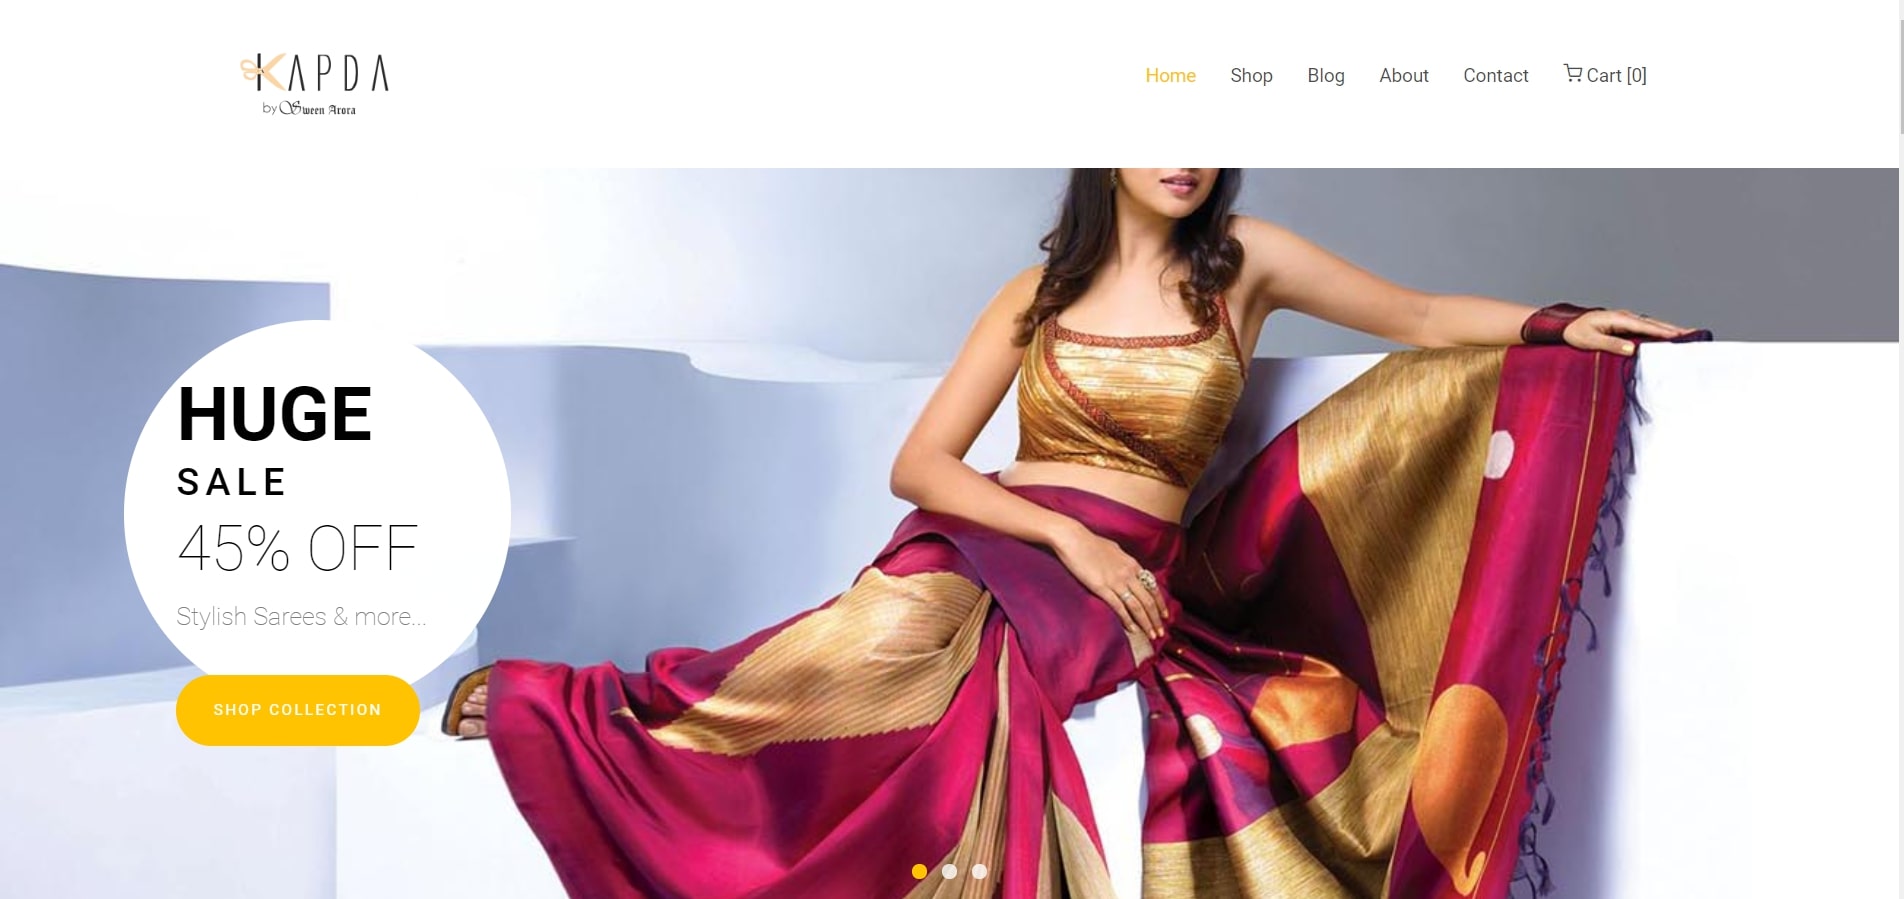 KAPDA
by Sween Arora
Home Shop Blog About Contact Cart [0]
HUGE
SALE
45% OFF
Stylish Sarees & more...
SHOP COLLECTION